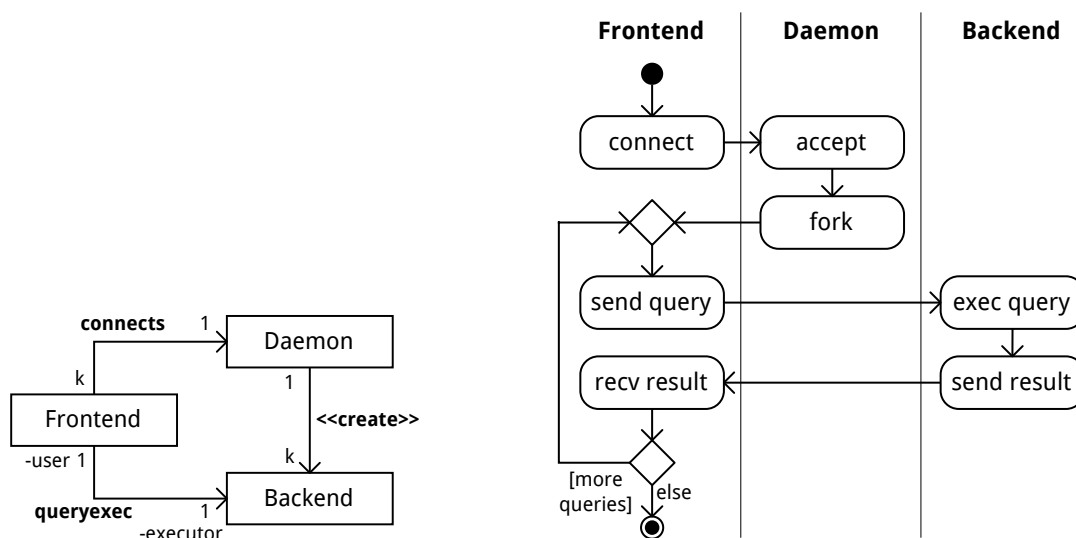 connects
1
Daemon
k
1
Frontend
<<create>>
-user 1
k
Backend
queryexec
1
-executor
Frontend
Daemon
Backend
connect
accept
fork
send query
exec query
recv result
send result
[more
queries]
else